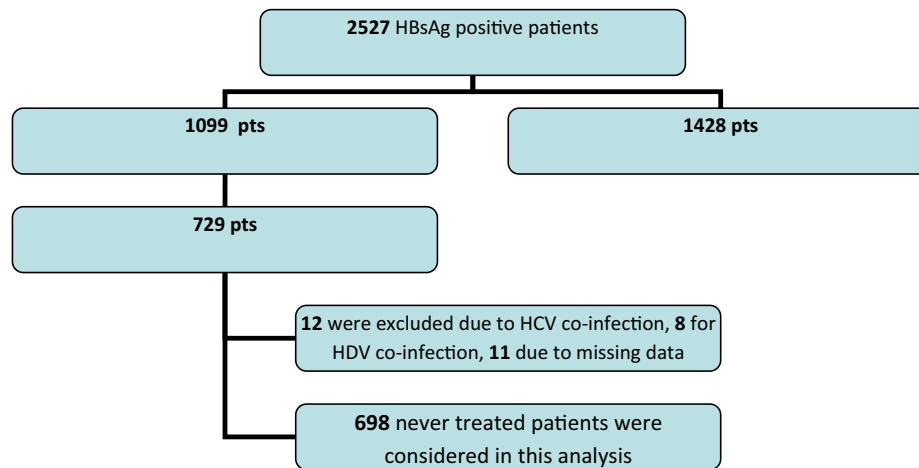 2527 HBsAg positive patients
1099 pts
1428 pts
729 pts
12 were excluded due to HCV co-infection, 8 for
HDV co-infection, 11 due to missing data
698 never treated patients were
considered in this analysis